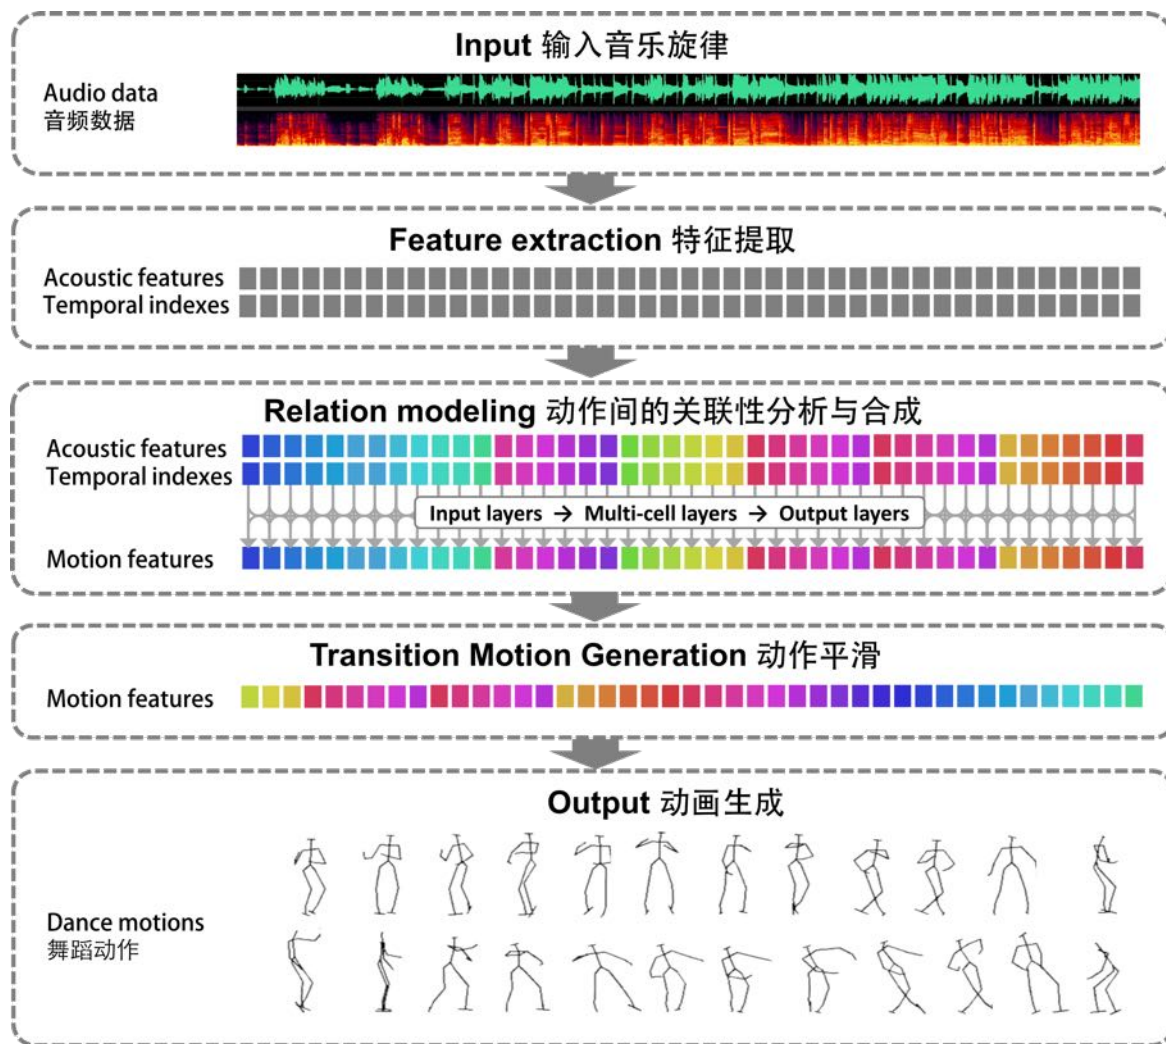 Input 输入音乐旋律
Audio data
音频数据
Feature extraction 特征提取
Acoustic features
Temporal indexes
Relation modeling 动作间的关联性分析与合成
Acoustic features
Temporal indexes
Input layers → Multi-cell layers → Output layers
Motion features
Transition Motion Generation 动作平滑
Motion features
Output 动画生成
Dance motions
舞蹈动作